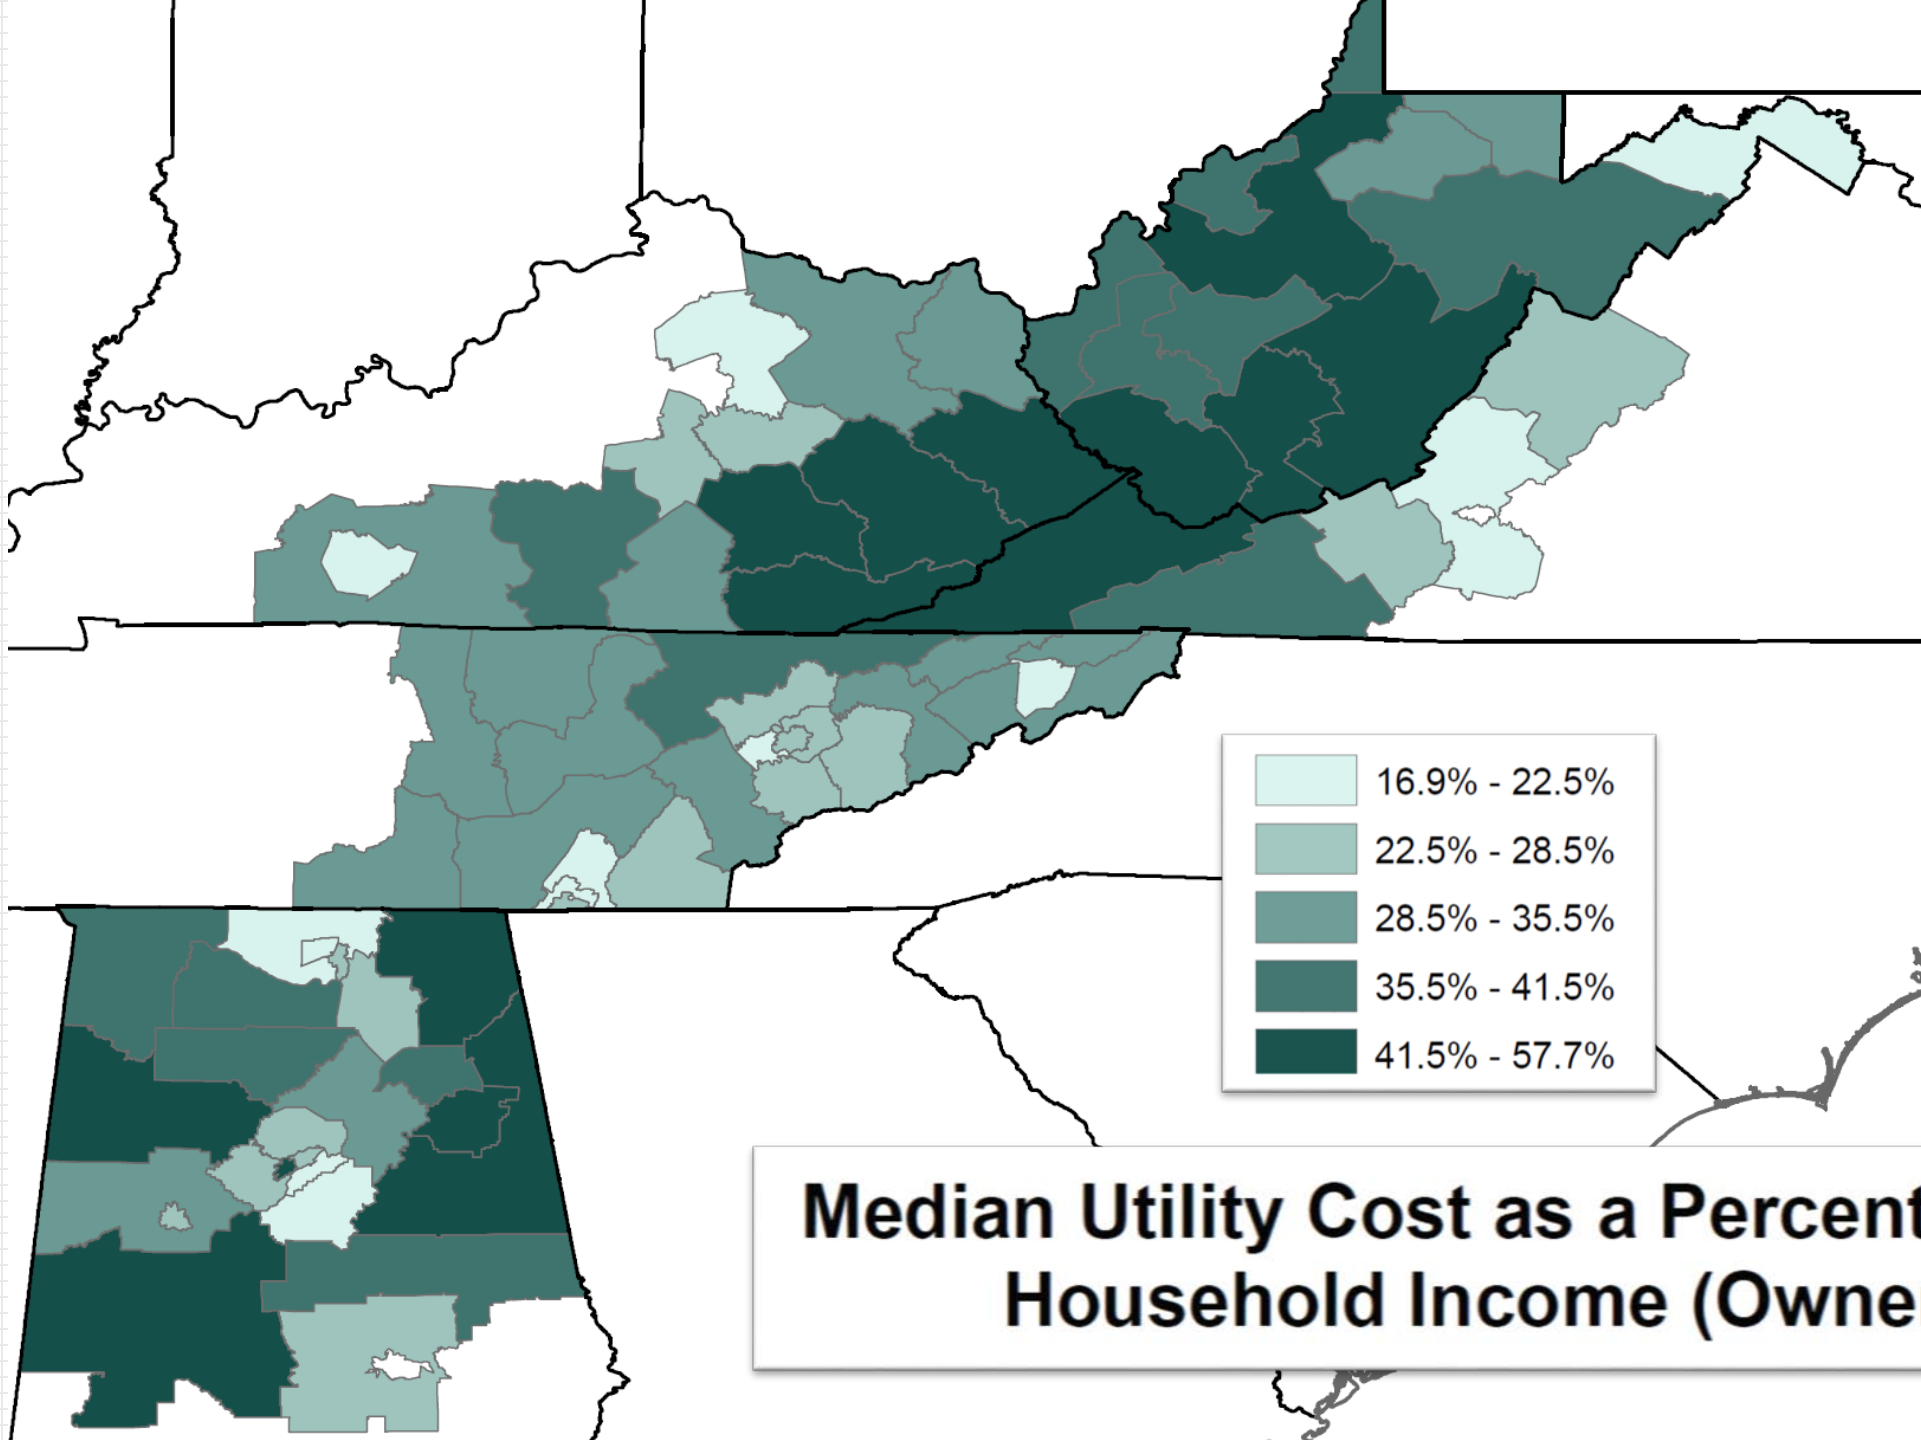 16.9% - 22.5%
22.5% - 28.5%
28.5% - 35.5%
35.5% - 41.5%
41.5% - 57.7%
Median Utility Cost as a Percent
Household Income (Owne